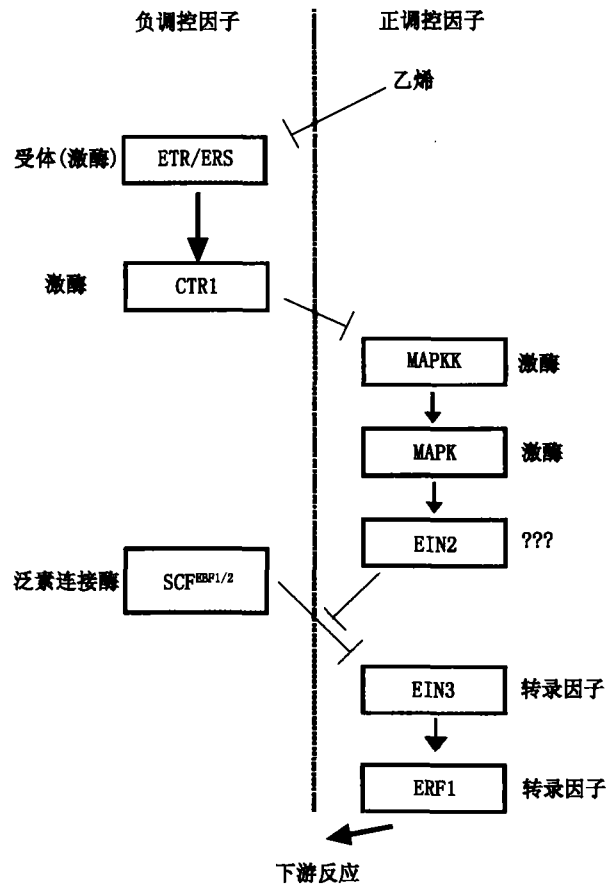 负调控因子
正调控因子
乙烯
受体(激酶)
ETR/ERS
激酶
CTR1
MAPKK
激酶
MAPK
激酶
EIN2
???
泛素连接酶
SCF^EBF1/2
EIN3
转录因子
ERF1
转录因子
下游反应